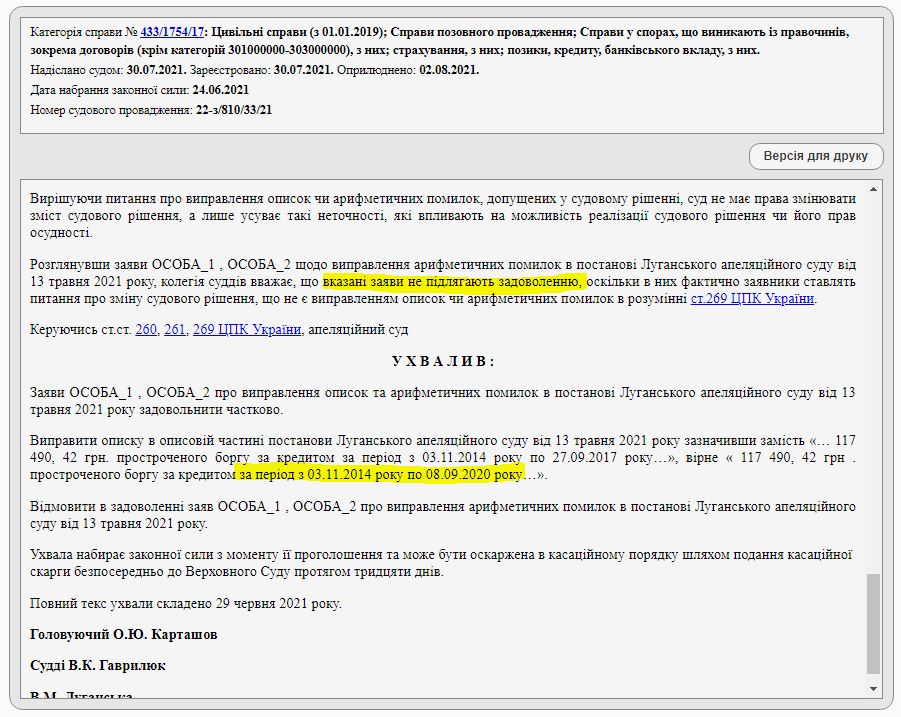 Категорія справи № 433/1754/17: Цивільні справи (з 01.01.2019); Справи позовного провадження; Справи у спорах, що виникають із правочинів,
зокрема договорів (крім категорій 301000000-303000000), з них; страхування, з них; позики, кредиту, банківського вкладу, з них.
Надіслано судом: 30.07.2021. Зареєстровано: 30.07.2021. Оприлюднено: 02.08.2021.
Дата набрання законної сили: 24.06.2021
Номер судового провадження: 22-з/810/33/21
Версія для друку
Вирішуючи питання про виправлення описок чи арифметичних помилок, допущених у судовому рішенні, суд не має права змінювати
зміст судового рішення, а лише усуває такі неточності, які впливають на можливість реалізації судового рішення чи його прав
осудності.
Розглянувши заяви ОСОБА_1 , ОСОБА_2 щодо виправлення арифметичних помилок в постанові Луганського апеляційного суду від
13 травня 2021 року, колегія суддів вважає, що вказані заяви не підлягають задоволенню, оскільки в них фактично заявники ставлять
питання про зміну судового рішення, що не є виправленням описок чи арифметичних помилок в розумінні ст.269 ЦПК України.
Керуючись ст.ст. 260, 261, 269 ЦПК України, апеляційний суд
У Х В А Л И В :
Заяви ОСОБА_1 , ОСОБА_2 про виправлення описок та арифметичних помилок в постанові Луганського апеляційного суду від 13
травня 2021 року задовольнити частково.
Виправити описку в описовій частині постанови Луганського апеляційного суду від 13 травня 2021 року зазначивши замість «… 117
490, 42 грн. простроченого боргу за кредитом за період з 03.11.2014 року по 27.09.2017 року…», вірне « 117 490, 42 грн .
простроченого боргу за кредитом за період з 03.11.2014 року по 08.09.2020 року…».
Відмовити в задоволенні заяв ОСОБА_1 , ОСОБА_2 про виправлення арифметичних помилок в постанові Луганського апеляційного
суду від 13 травня 2021 року.
Ухвала набирає законної сили з моменту її проголошення та може бути оскаржена в касаційному порядку шляхом подання касаційної
скарги безпосередньо до Верховного Суду протягом тридцяти днів.
Повний текс ухвали складено 29 червня 2021 року.
Головуючий О.Ю. Карташов
Судді В.К. Гаврилюк
В.М. Луганська